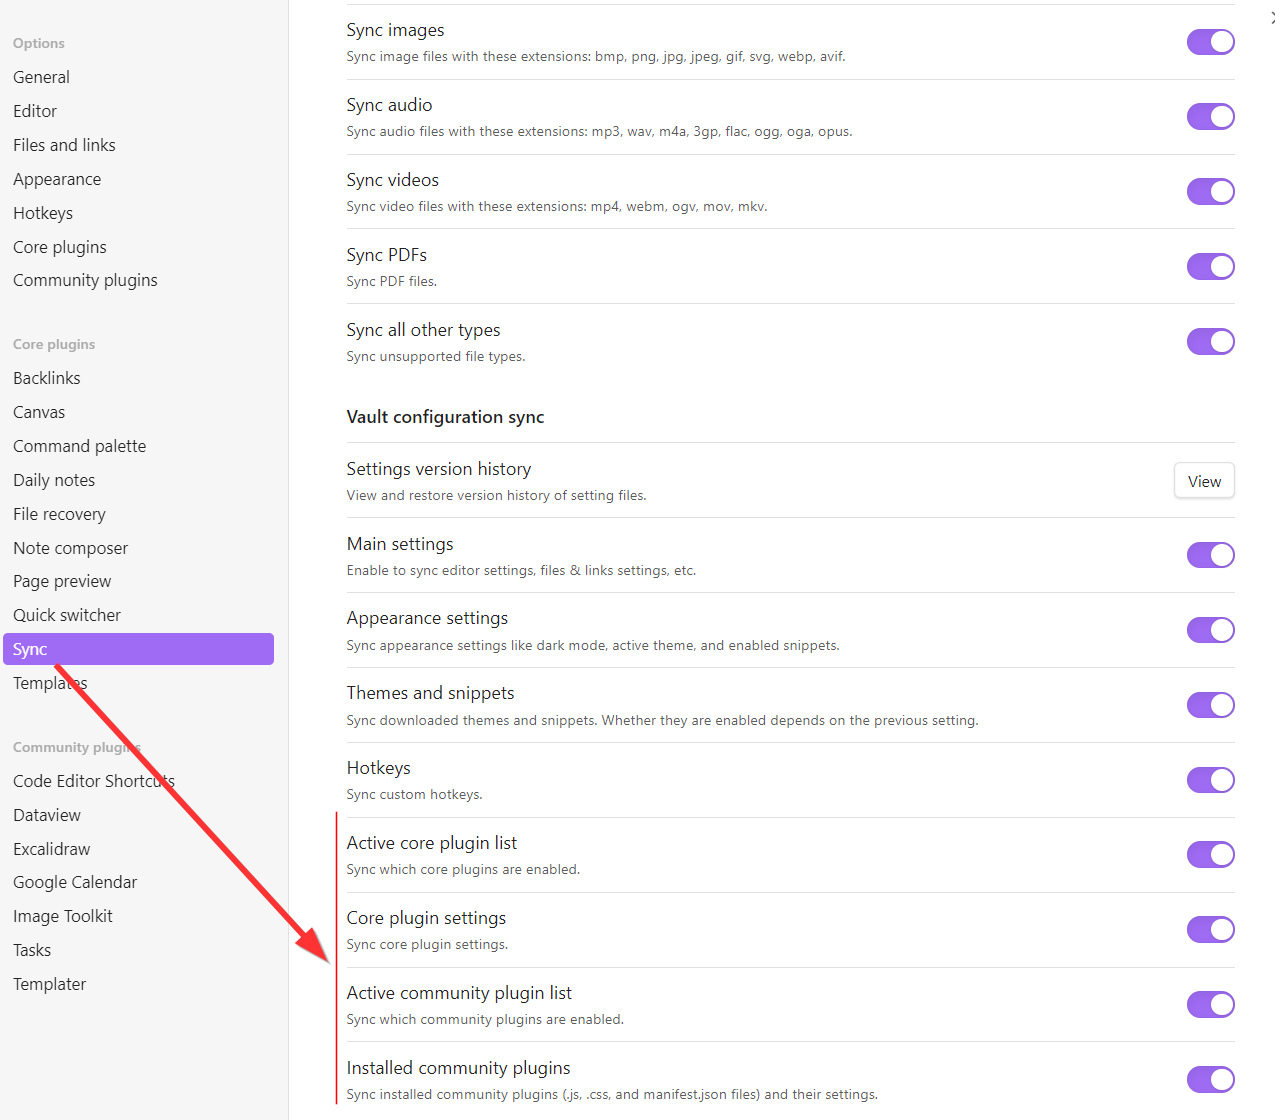 Options
General
Editor
Files and links
Appearance
Hotkeys
Core plugins
Community plugins
Core plugins
Backlinks
Canvas
Command palette
Daily notes
File recovery
Note composer
Page preview
Quick switcher
Sync
Templates
Community plugins
Code Editor Shortcuts
Dataview
Excalidraw
Google Calendar
Image Toolkit
Tasks
Templater
Sync images
Sync image files with these extensions: bmp, png, jpg, jpeg, gif, svg, webp, avif.
Sync audio
Sync audio files with these extensions: mp3, wav, m4a, 3gp, flac, ogg, oga, opus.
Sync videos
Sync video files with these extensions: mp4, webm, ogv, mov, mkv.
Sync PDFs
Sync PDF files.
Sync all other types
Sync unsupported file types.
Vault configuration sync
Settings version history
View and restore version history of setting files.
View
Main settings
Enable to sync editor settings, files & links settings, etc.
Appearance settings
Sync appearance settings like dark mode, active theme, and enabled snippets.
Themes and snippets
Sync downloaded themes and snippets. Whether they are enabled depends on the previous setting.
Hotkeys
Sync custom hotkeys.
Active core plugin list
Sync which core plugins are enabled.
Core plugin settings
Sync core plugin settings.
Active community plugin list
Sync which community plugins are enabled.
Installed community plugins
Sync installed community plugins (.js, .css, and manifest.json files) and their settings.